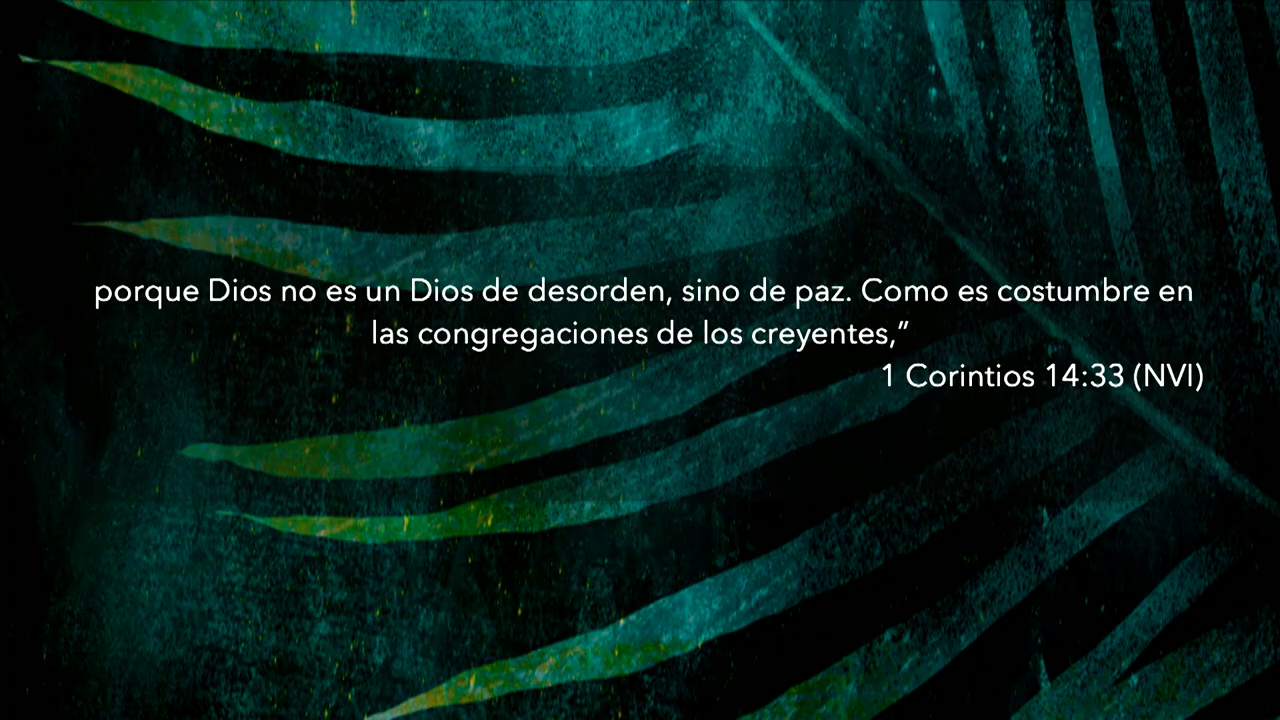 porque Dios no es un Dios de desorden, sino de paz. Como es costumbre en
las congregaciones de los creyentes,”
1 Corintios 14:33 (NVI)